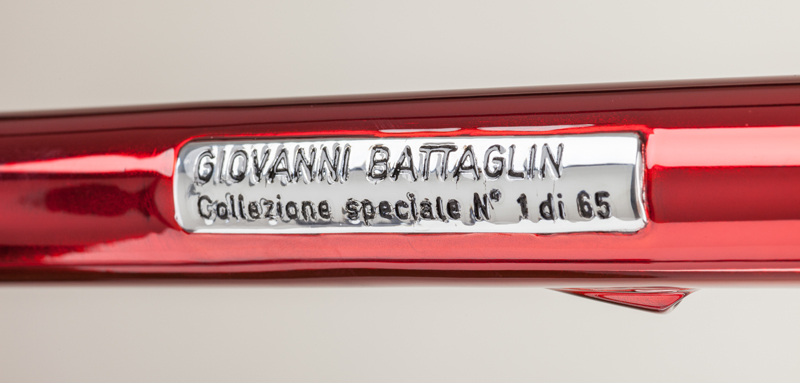 GIOVANNI BATTAGLIN
Collezione speciale N° 1 di 65